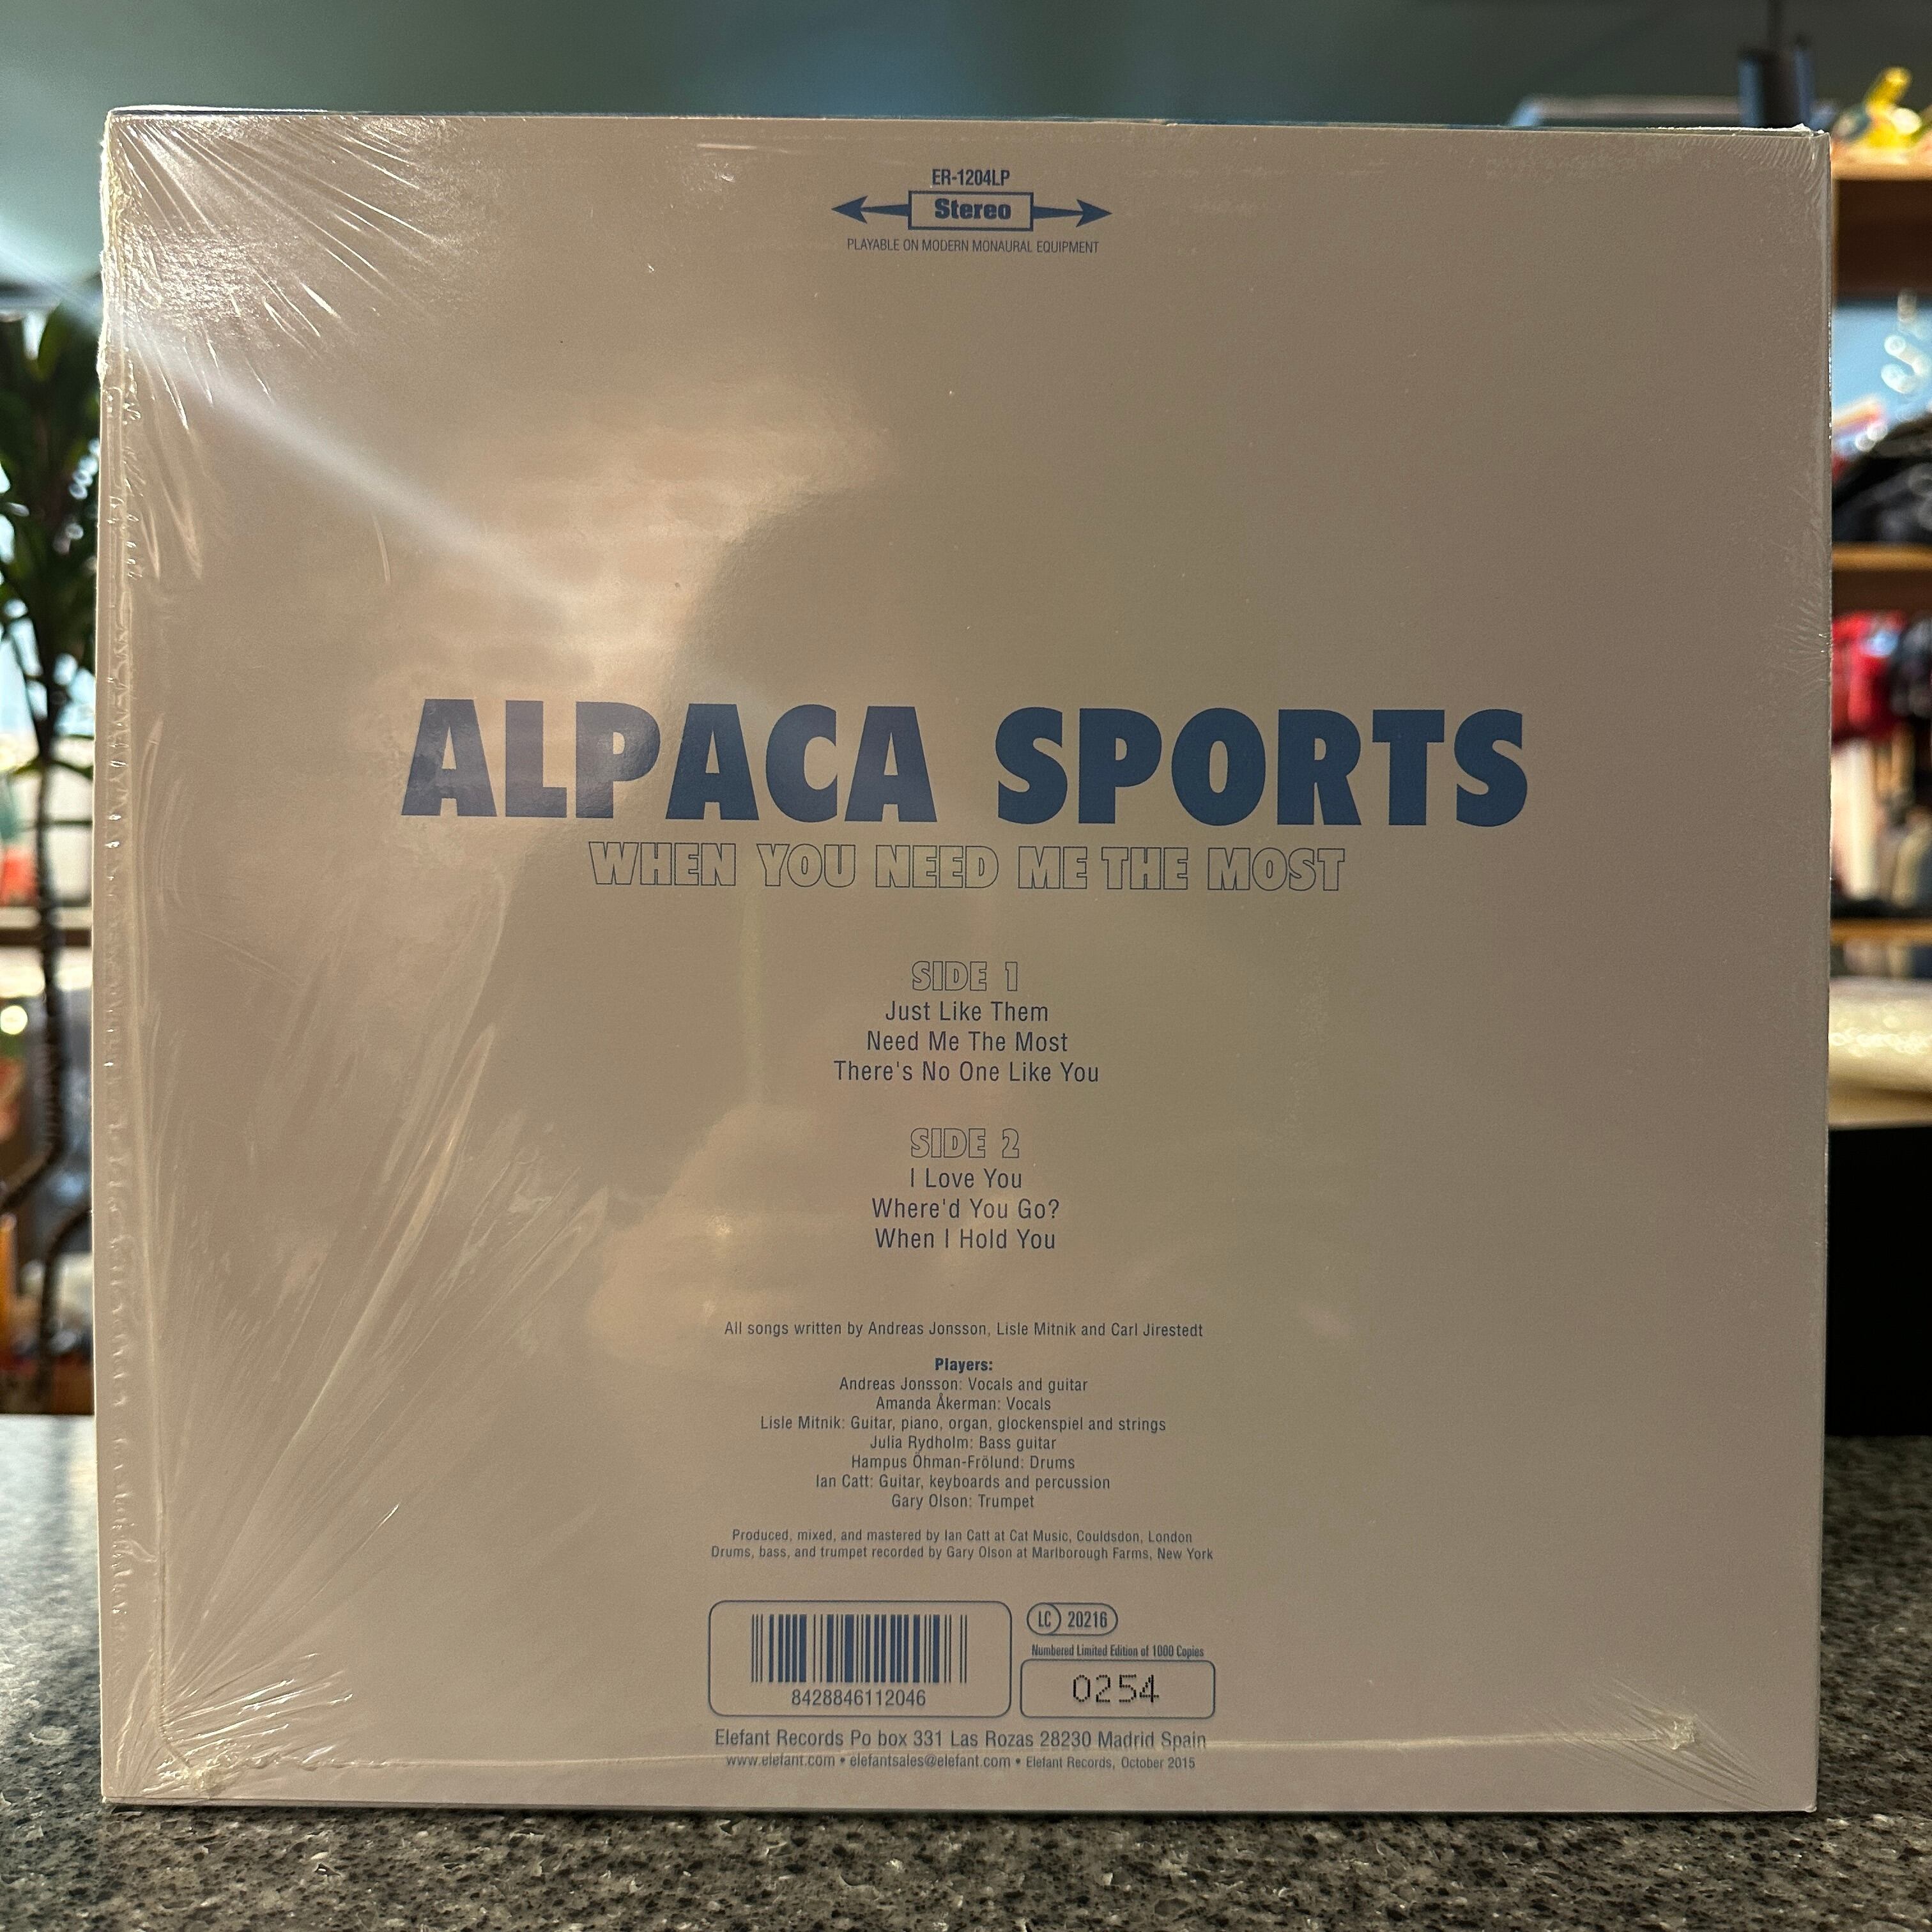 ER-1204LP
Stereo
PLAYABLE ON MODERN MONAURAL EQUIPMENT
ALPACA SPORTS
WHEN YOU NEED ME THE MOST
SIDE 1
Just Like Them
Need Me The Most
There's No One Like You
SIDE 2
I Love You
Where'd You Go?
When I Hold You
All songs written by Andreas Jonsson, Lisle Mitnik and Carl Jirestedt
Players:
Andreas Jonsson: Vocals and guitar
Amanda Åkerman: Vocals
Lisle Mitnik: Guitar, piano, organ, glockenspiel and strings
Julia Rydholm: Bass guitar
Hampus Öhman-Frölund: Drums
Ian Catt: Guitar, keyboards and percussion
Gary Olson: Trumpet
Produced, mixed, and mastered by Ian Catt at Cat Music, Couldsdon, London
Drums, bass, and trumpet recorded by Gary Olson at Marlborough Farms, New York
LC 20216
Numbered Limited Edition of 1000 Copies
0254
8428846112046
Elefant Records Po box 331 Las Rozas 28230 Madrid Spain
www.elefant.com • elefantsales@elefant.com • Elefant Records, October 2015